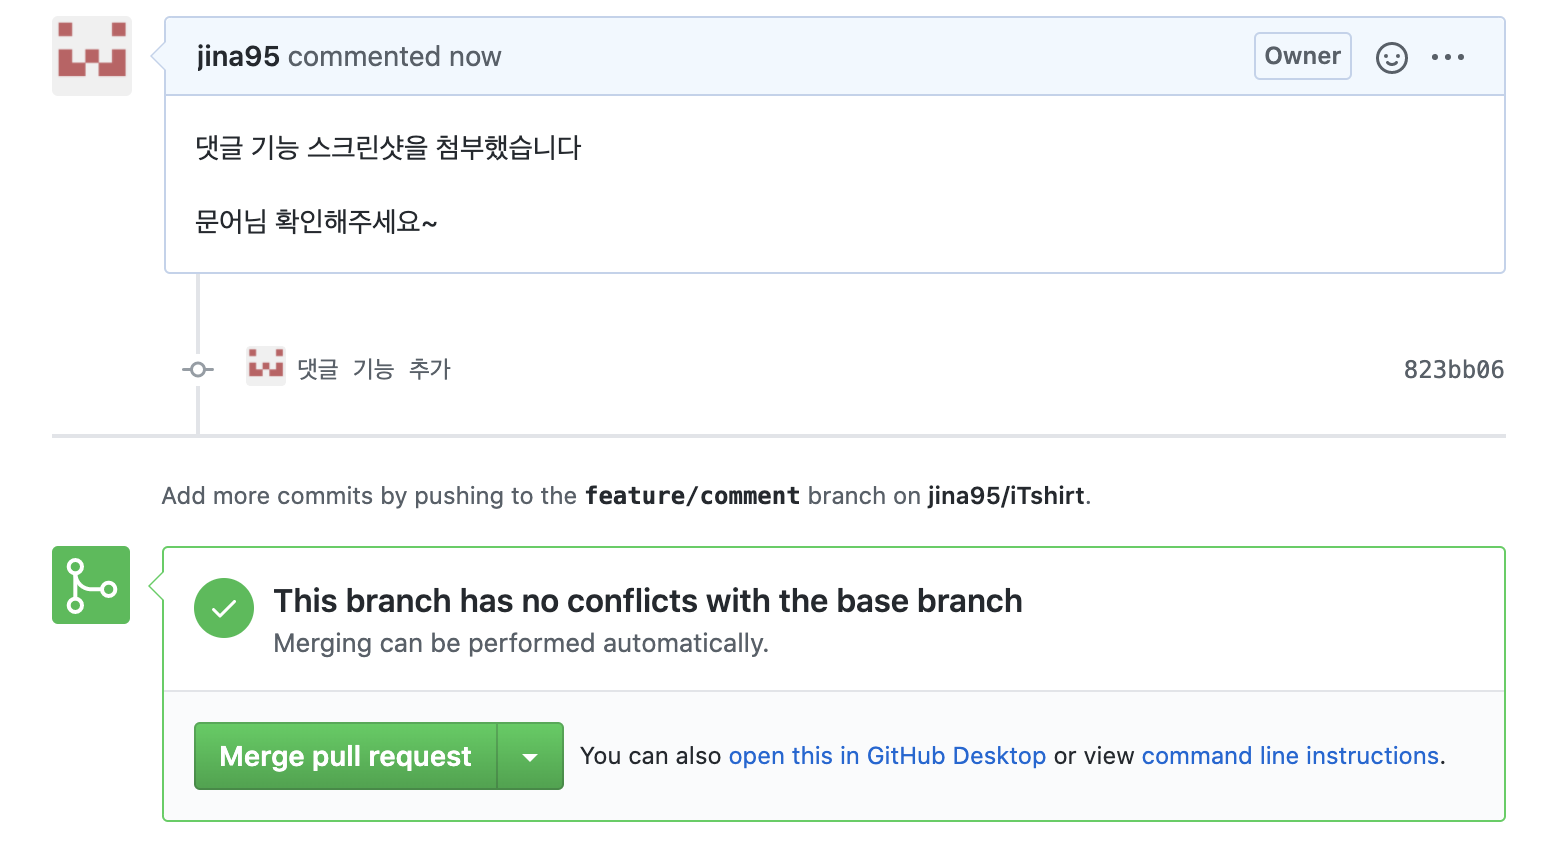 jina95 commented now
Owner
댓글 기능 스크린샷을 첨부했습니다
문어님 확인해주세요~
댓글 기능 추가
823bb06
Add more commits by pushing to the feature/comment branch on jina95/iTshirt.
This branch has no conflicts with the base branch
Merging can be performed automatically.
Merge pull request
You can also open this in GitHub Desktop or view command line instructions.